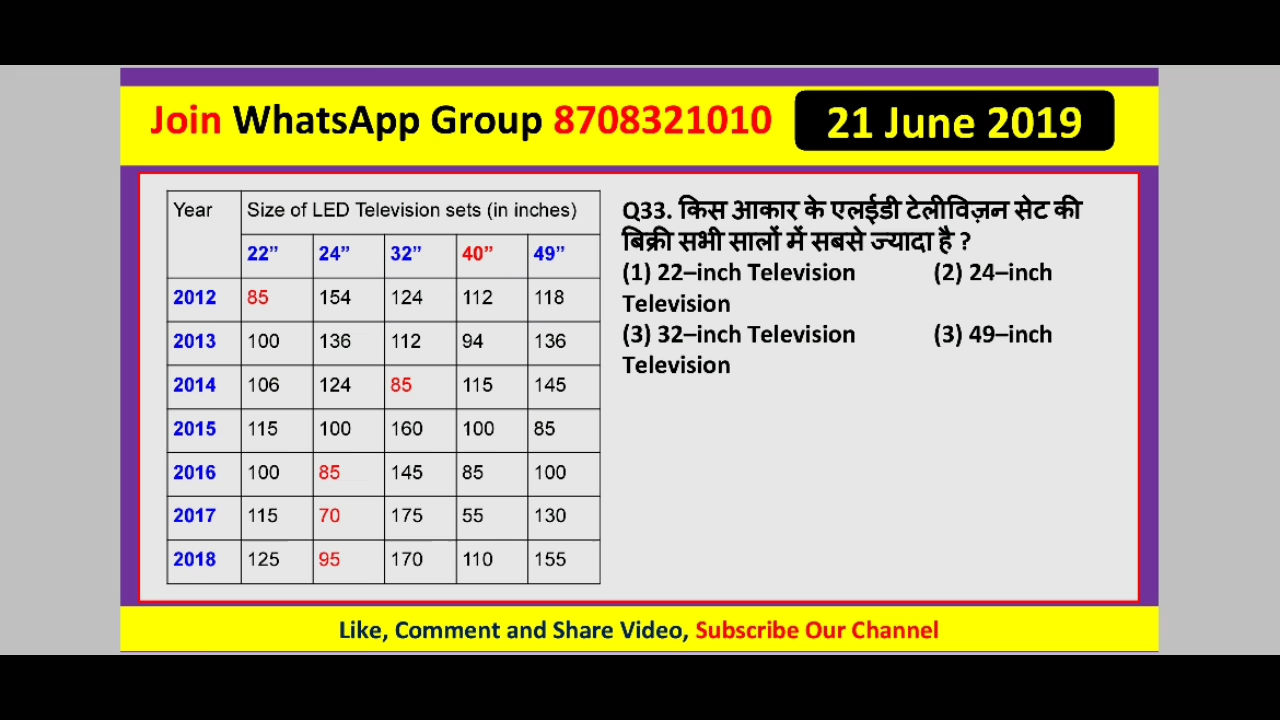 Join WhatsApp Group 8708321010
21 June 2019
Year Size of LED Television sets (in inches)
22” 24” 32” 40” 49”
2012 85 154 124 112 118
2013 100 136 112 94 136
2014 106 124 85 115 145
2015 115 100 160 100 85
2016 100 85 145 85 100
2017 115 70 175 55 130
2018 125 95 170 110 155
Q33. किस आकार के एलईडी टेलीविज़न सेट की
बिक्री सभी सालों में सबसे ज्यादा है ?
(1) 22–inch Television (2) 24–inch
Television
(3) 32–inch Television (3) 49–inch
Television
Like, Comment and Share Video, Subscribe Our Channel